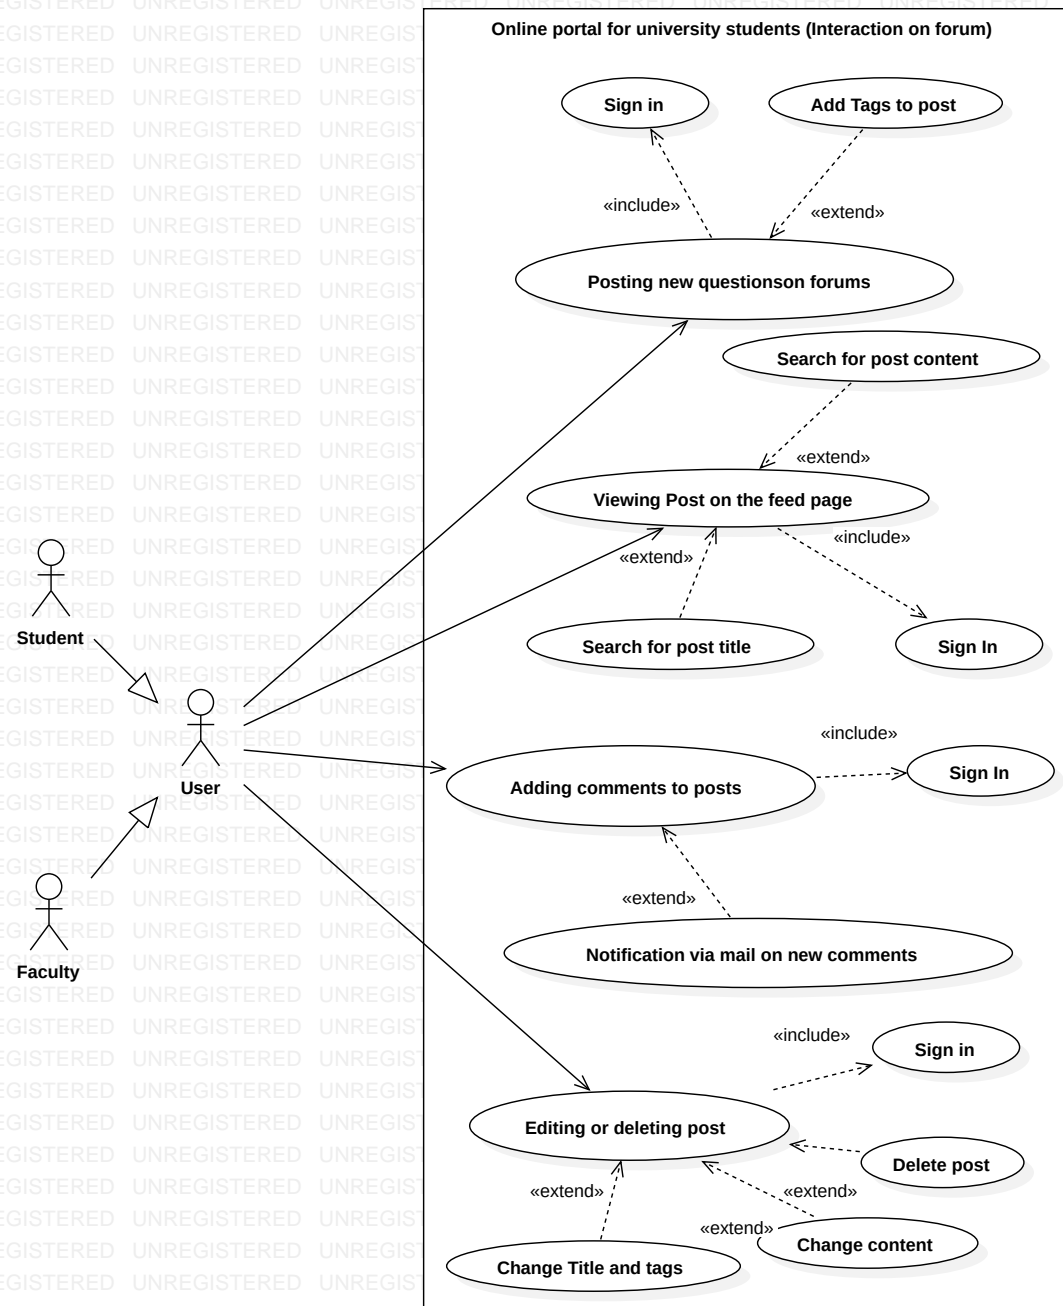 Online portal for university students (Interaction on forum)
Sign in
Add Tags to post
«include»
«extend»
Posting new questionson forums
Search for post content
«extend»
Viewing Post on the feed page
«include»
«extend»
Student
Search for post title
Sign In
User
«include»
Sign In
Adding comments to posts
«extend»
Notification via mail on new comments
Faculty
«include»
Sign in
Editing or deleting post
Delete post
«extend»
«extend»
«extend»
Change content
Change Title and tags
UNREGISTERED UNREGISTERED